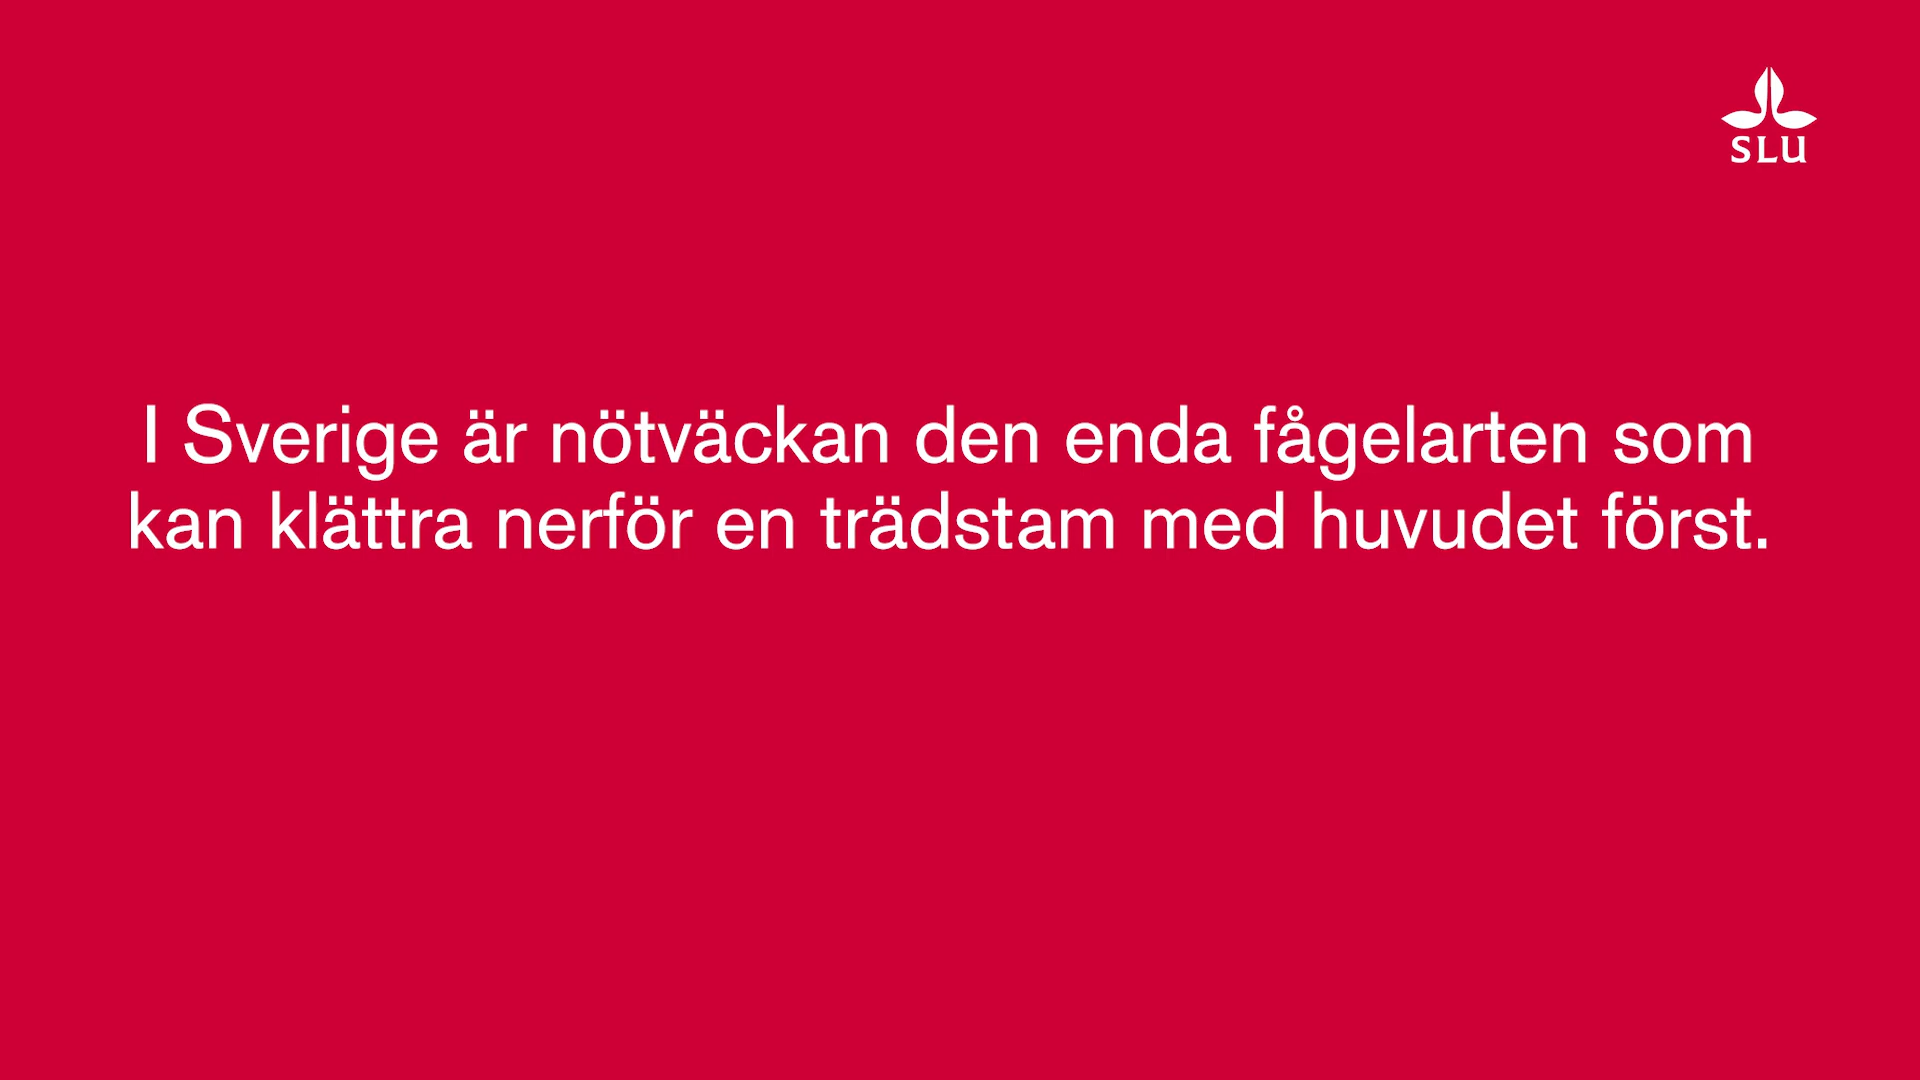 SLU
I Sverige är nötväckan den enda fågelarten som
kan klättra nerför en trädstam med huvudet först.